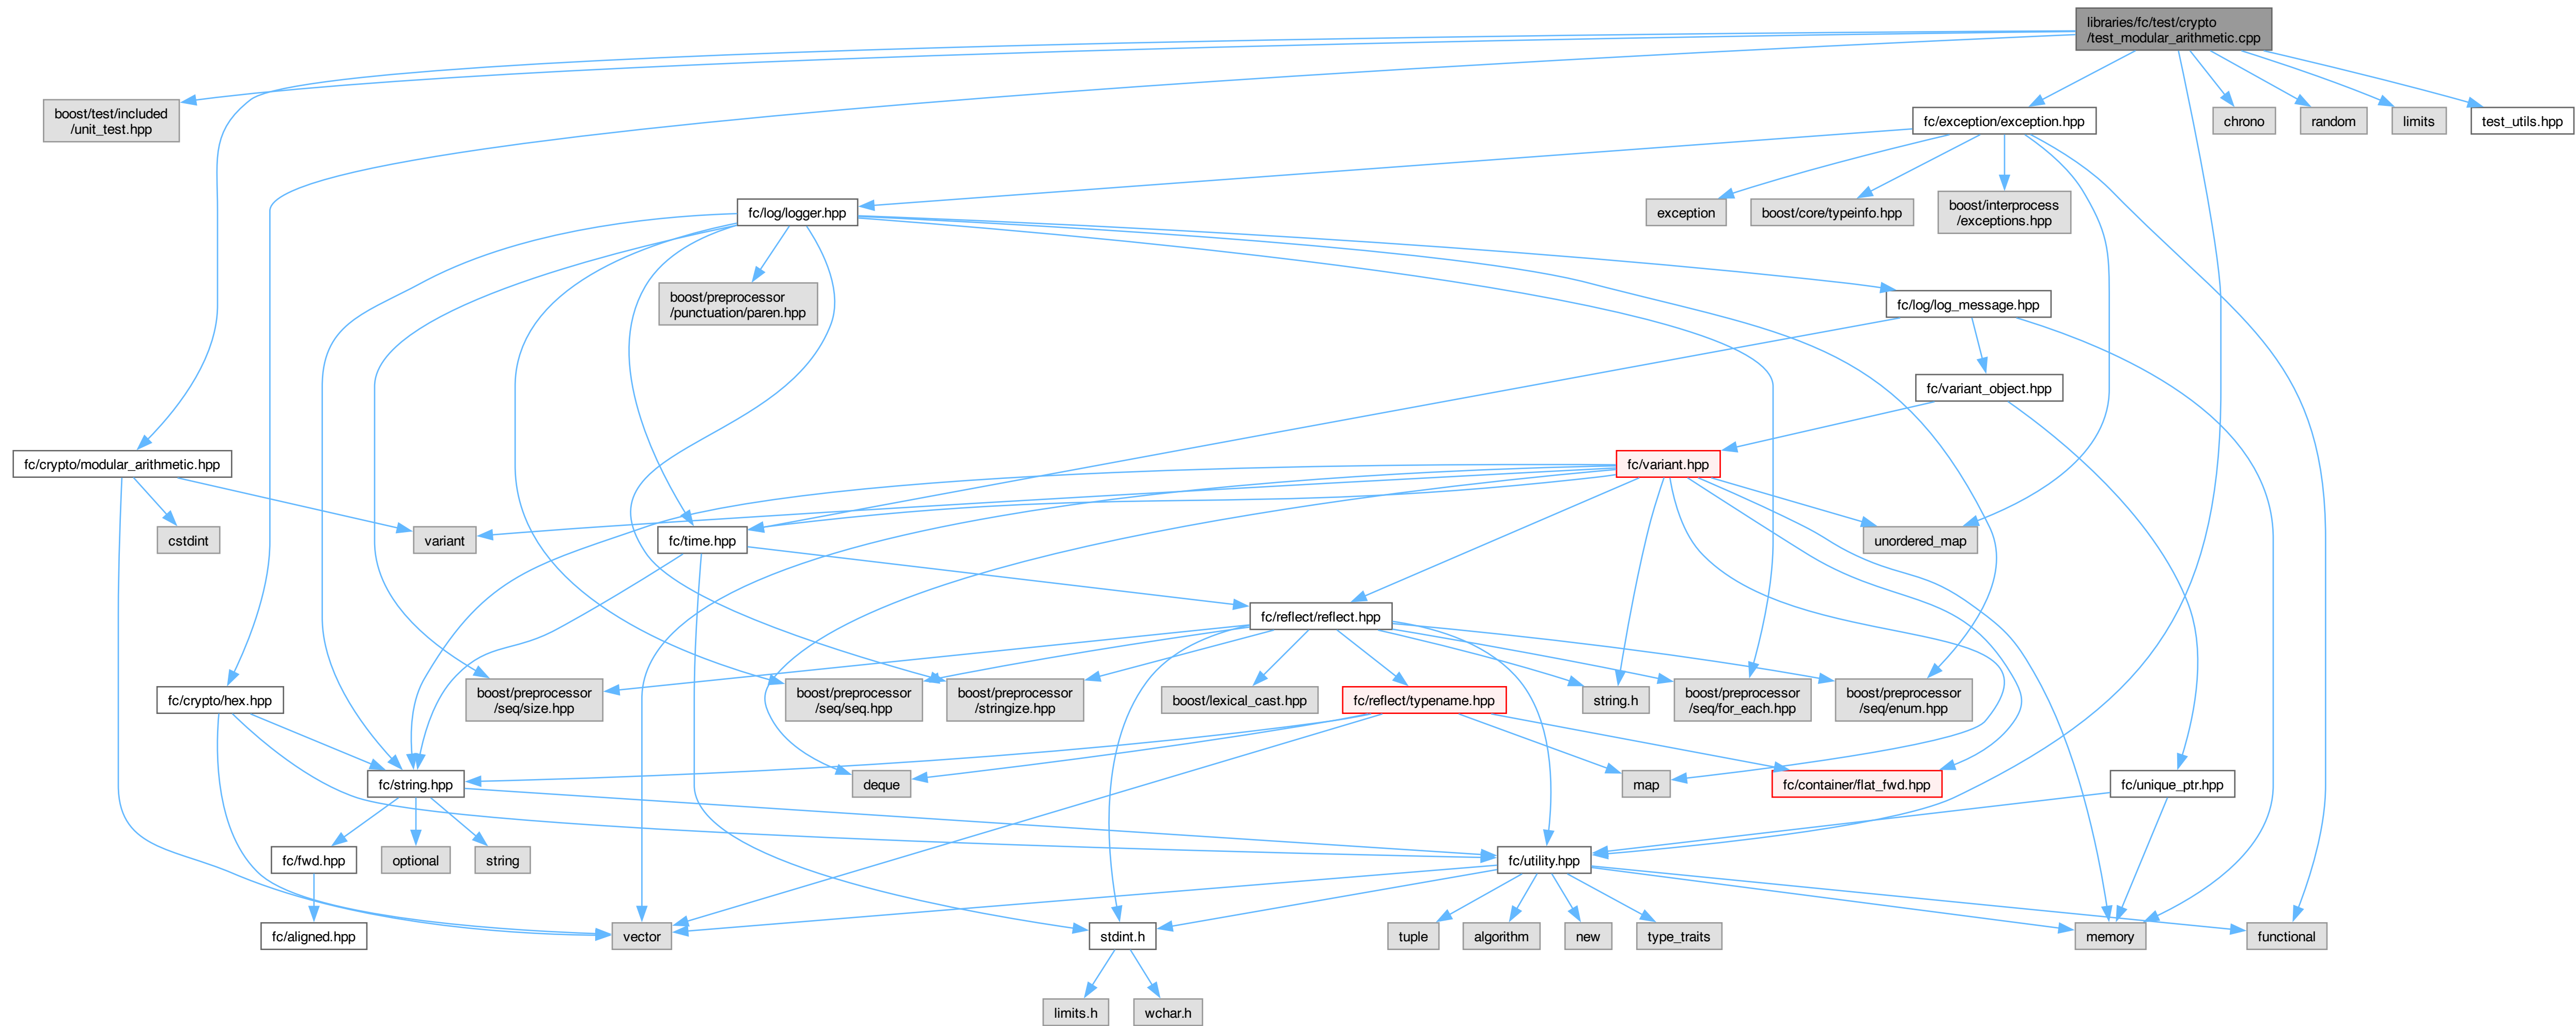 libraries/fc/test/crypto
/test_modular_arithmetic.cpp
boost/test/included
/unit_test.hpp
fc/exception/exception.hpp
chrono
random
limits
test_utils.hpp
fc/log/logger.hpp
exception
boost/core/typeinfo.hpp
boost/interprocess
/exceptions.hpp
boost/preprocessor
/punctuation/paren.hpp
fc/log/log_message.hpp
fc/variant_object.hpp
fc/crypto/modular_arithmetic.hpp
fc/variant.hpp
cstdint
variant
fc/time.hpp
unordered_map
fc/reflect/reflect.hpp
fc/crypto/hex.hpp
boost/preprocessor
/seq/size.hpp
boost/preprocessor
/seq/seq.hpp
boost/preprocessor
/stringize.hpp
boost/lexical_cast.hpp
fc/reflect/typename.hpp
string.h
boost/preprocessor
/seq/for_each.hpp
boost/preprocessor
/seq/enum.hpp
fc/string.hpp
deque
map
fc/container/flat_fwd.hpp
fc/unique_ptr.hpp
fc/fwd.hpp
optional
string
fc/utility.hpp
fc/aligned.hpp
vector
stdint.h
tuple
algorithm
new
type_traits
memory
functional
limits.h
wchar.h